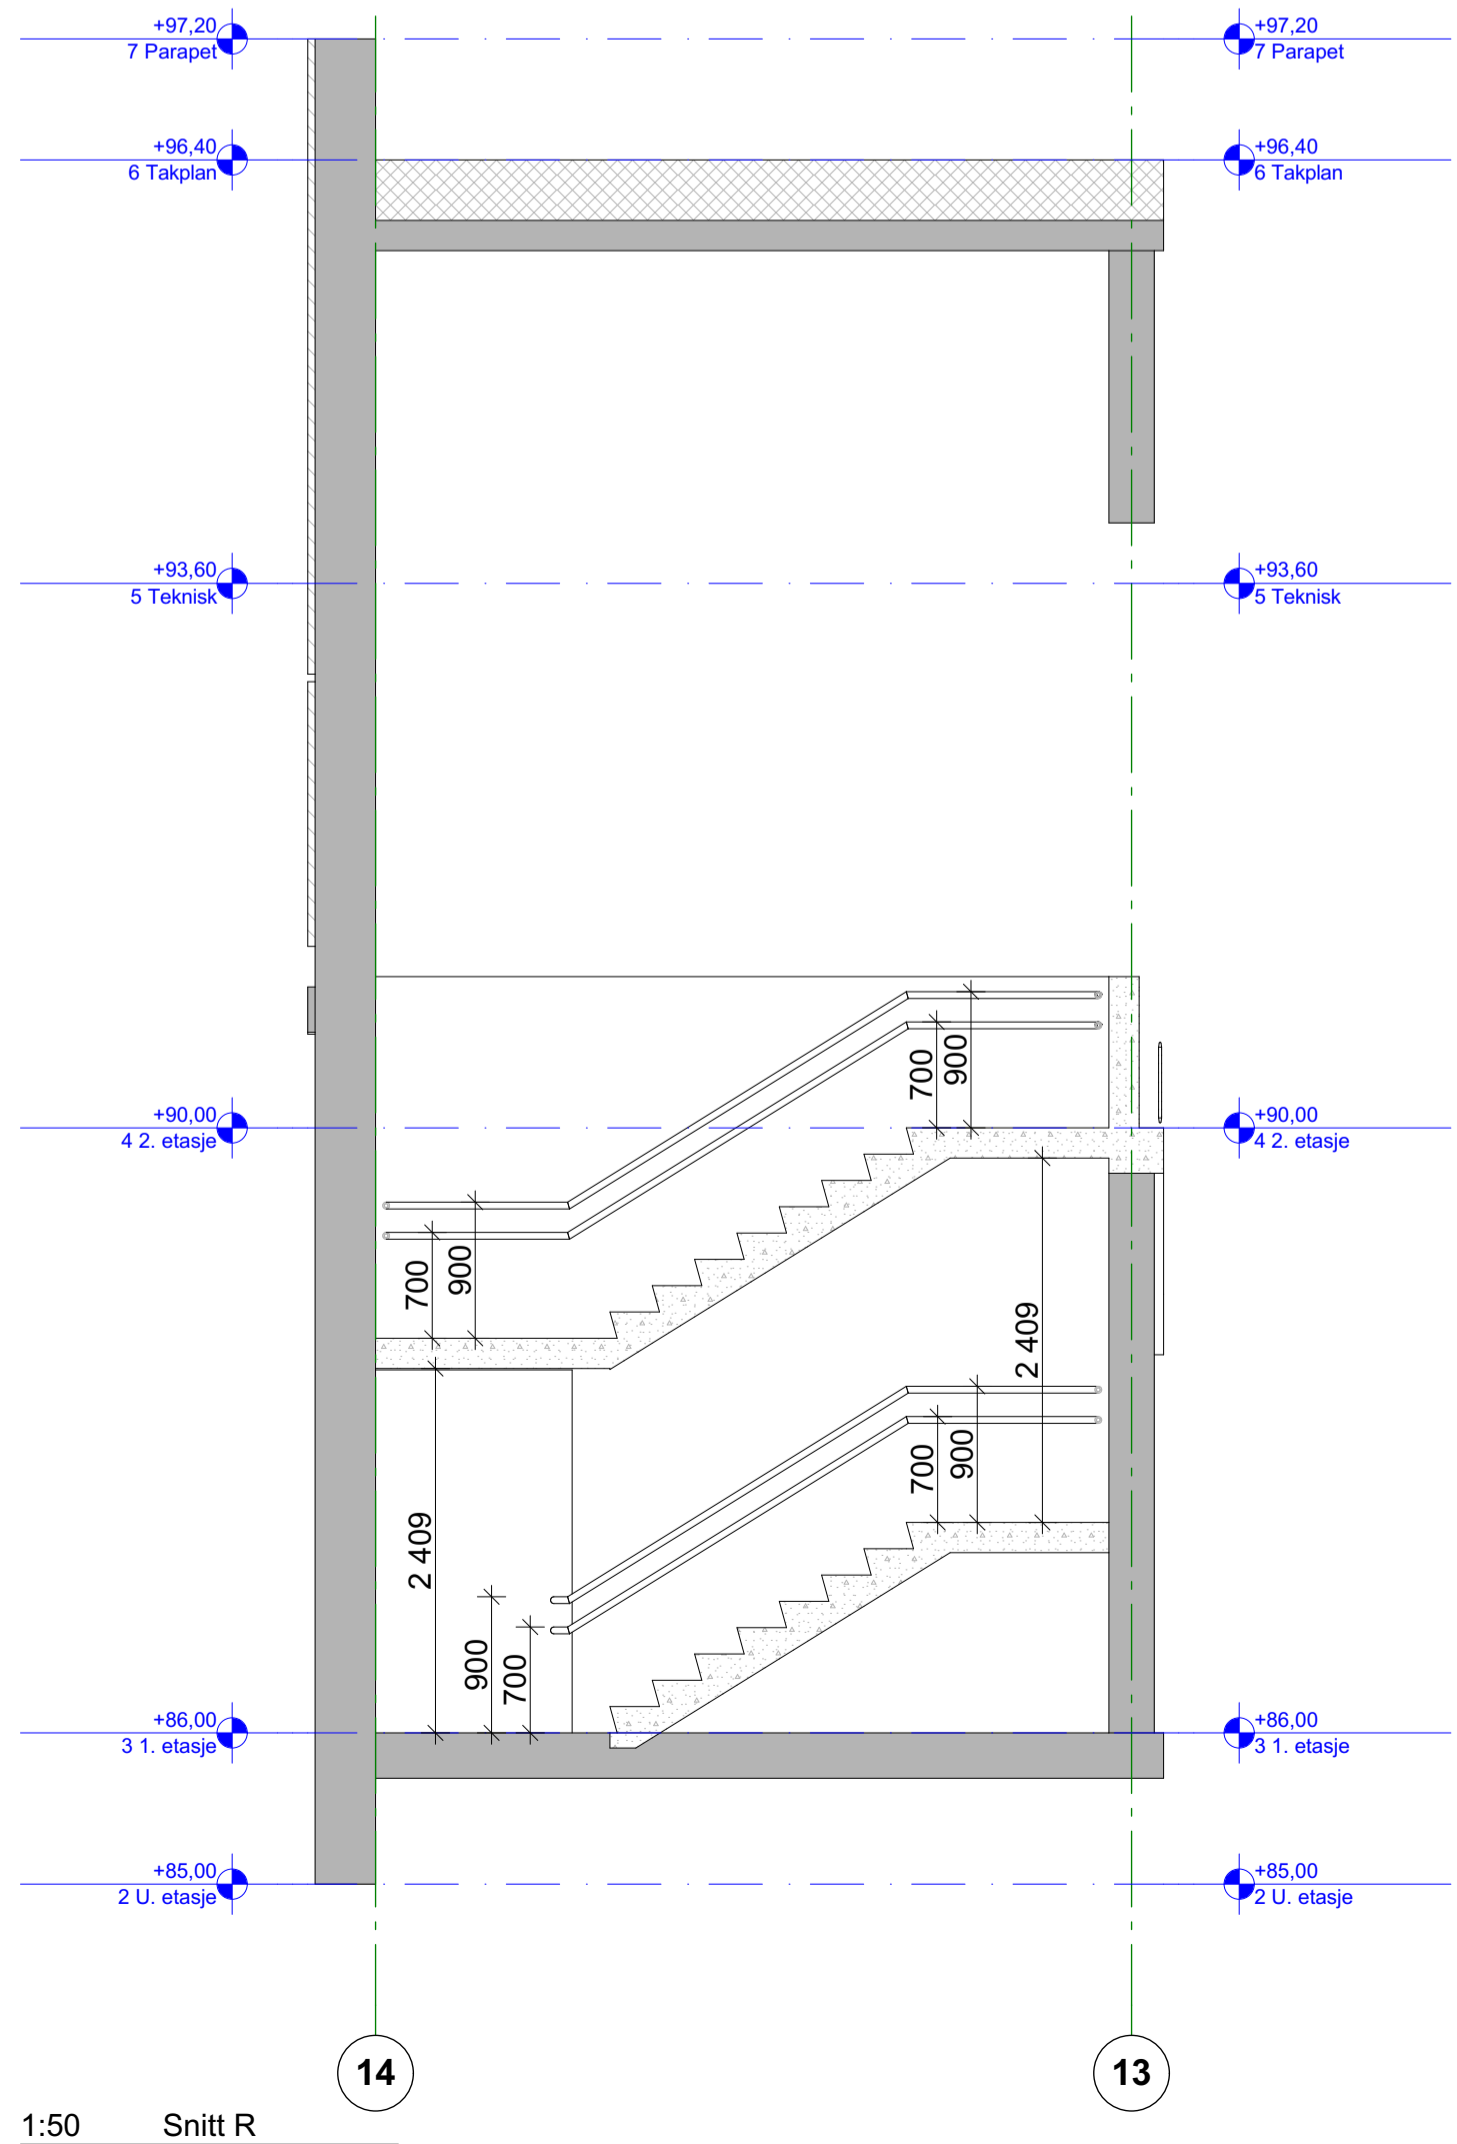 +97,20
7 Parapet
+97,20
7 Parapet
+96,40
6 Takplan
+96,40
6 Takplan
+93,60
5 Teknisk
+93,60
5 Teknisk
700
900
+90,00
4 2. etasje
+90,00
4 2. etasje
700
900
2 409
700
900
2 409
900
700
+86,00
3 1. etasje
+86,00
3 1. etasje
+85,00
2 U. etasje
+85,00
2 U. etasje
14
13
1:50 Snitt R